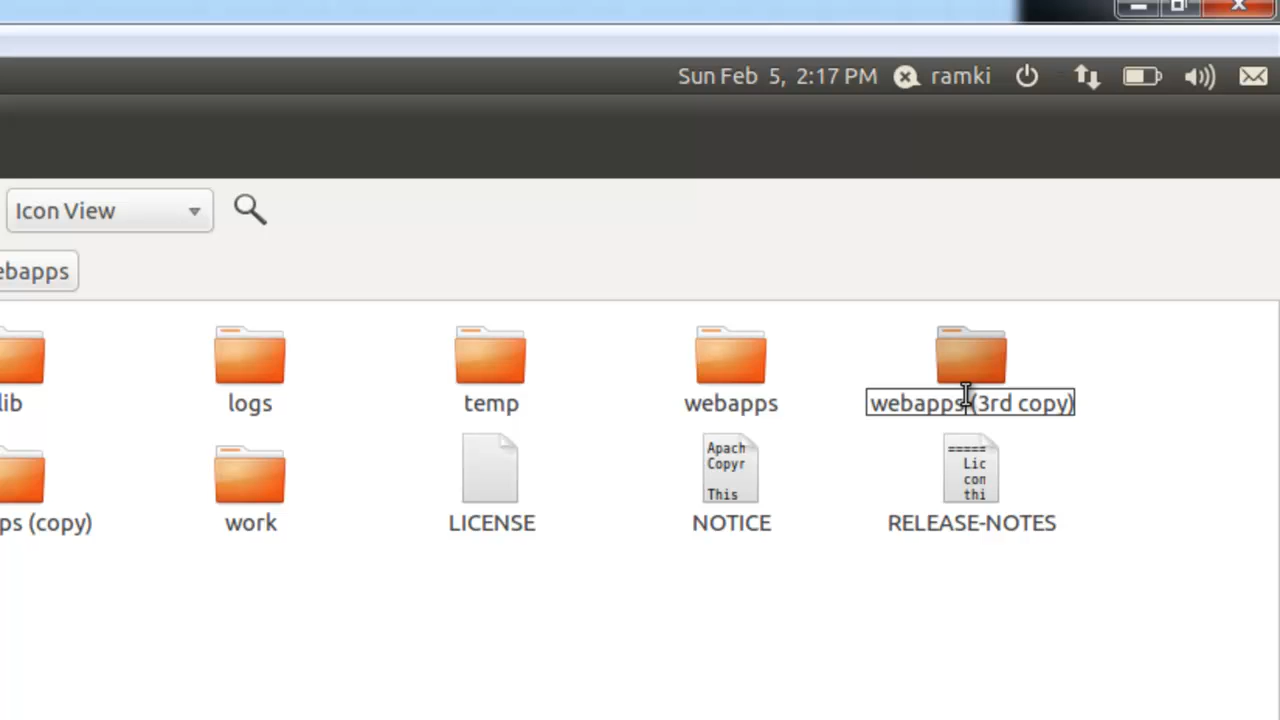 Sun Feb 5, 2:17 PM ramki
Icon View
ebapps
lib logs temp webapps webapps (3rd copy)
Apach
Copyr
This
=====
Lic
con
thi
ps (copy) work LICENSE NOTICE RELEASE-NOTES